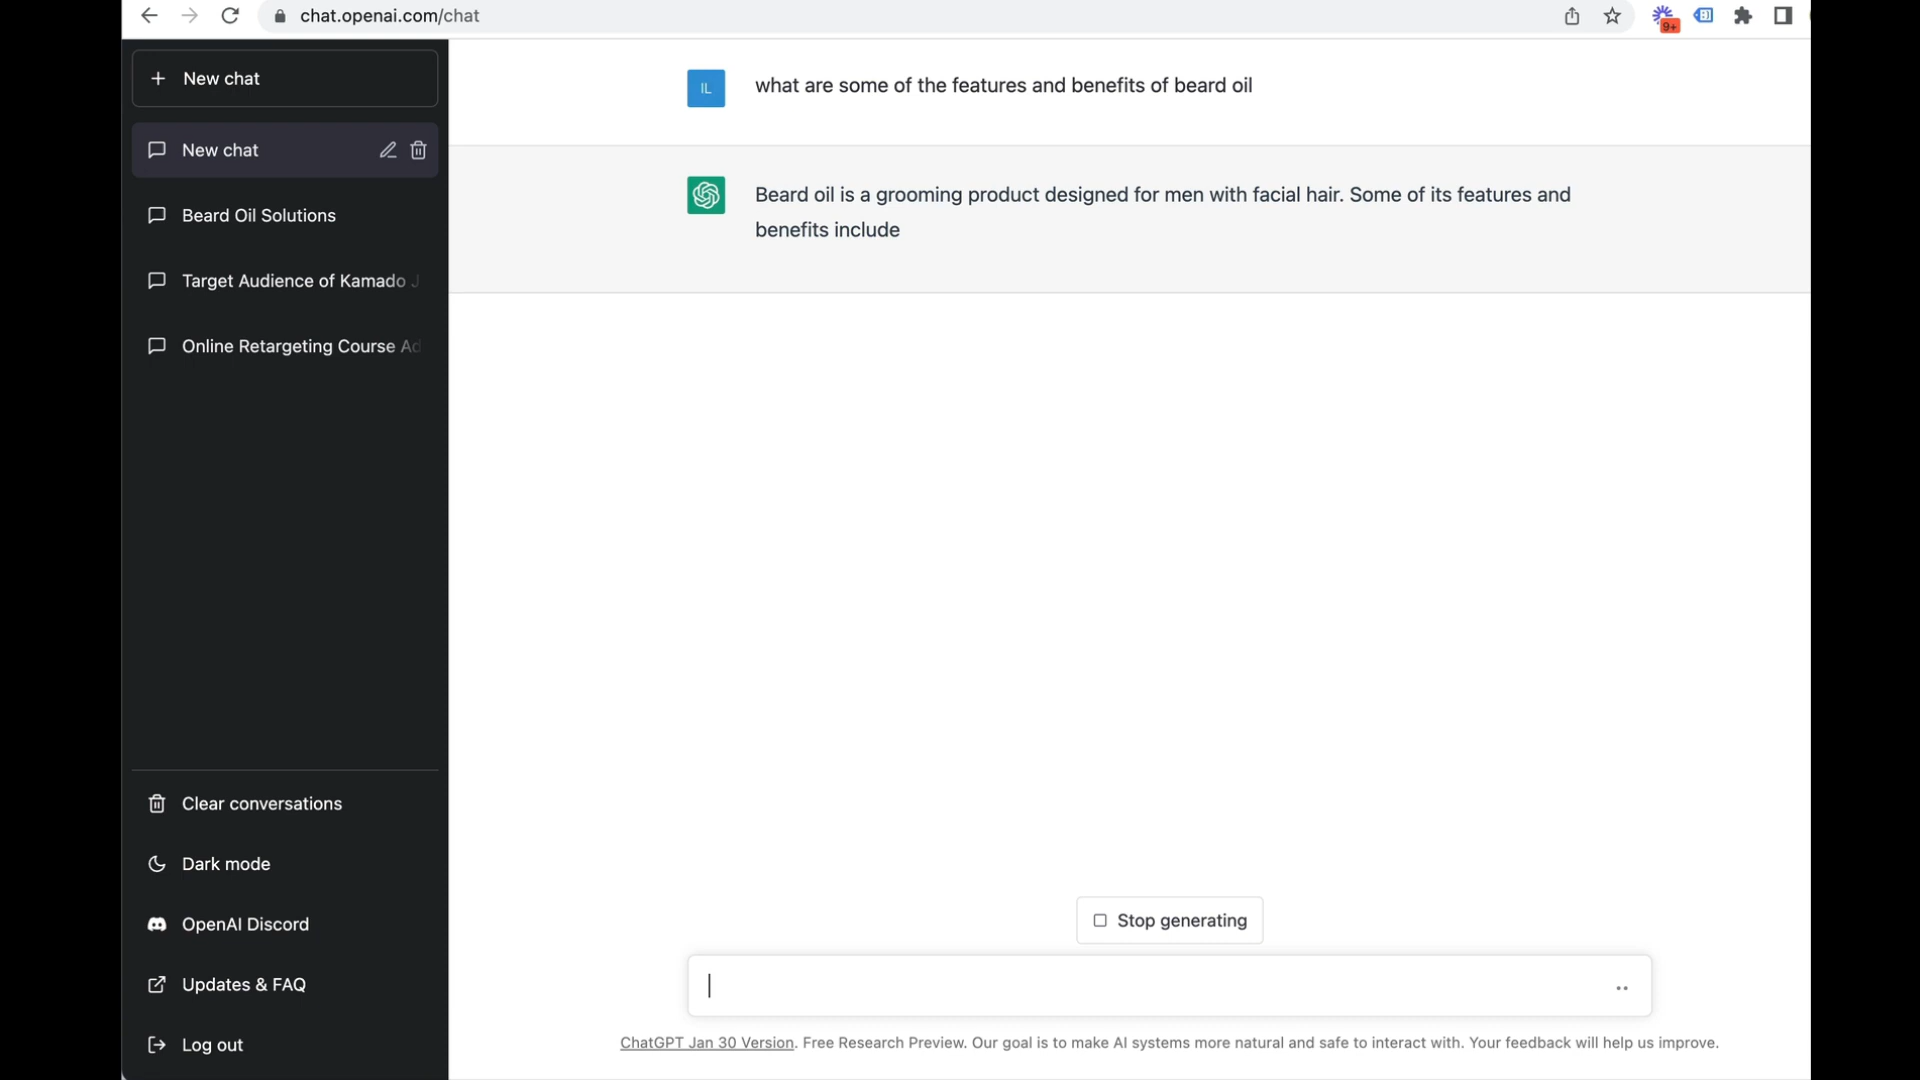 chat.openai.com/chat
9+
New chat
New chat
Beard Oil Solutions
Target Audience of Kamado J
Online Retargeting Course Ad
Clear conversations
Dark mode
OpenAI Discord
Updates & FAQ
Log out
IL
what are some of the features and benefits of beard oil
Beard oil is a grooming product designed for men with facial hair. Some of its features and
benefits include
Stop generating
ChatGPT Jan 30 Version. Free Research Preview. Our goal is to make AI systems more natural and safe to interact with. Your feedback will help us improve.